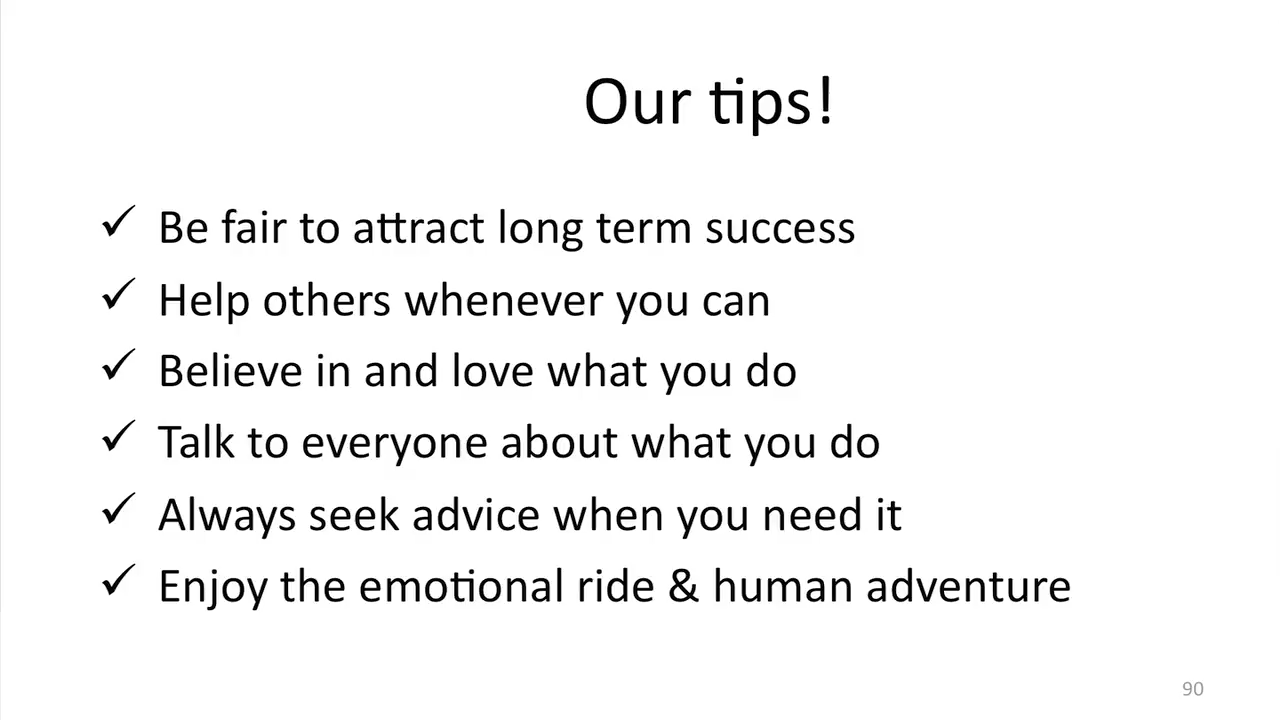 Our tips!
✓ Be fair to attract long term success
✓ Help others whenever you can
✓ Believe in and love what you do
✓ Talk to everyone about what you do
✓ Always seek advice when you need it
✓ Enjoy the emotional ride & human adventure
90